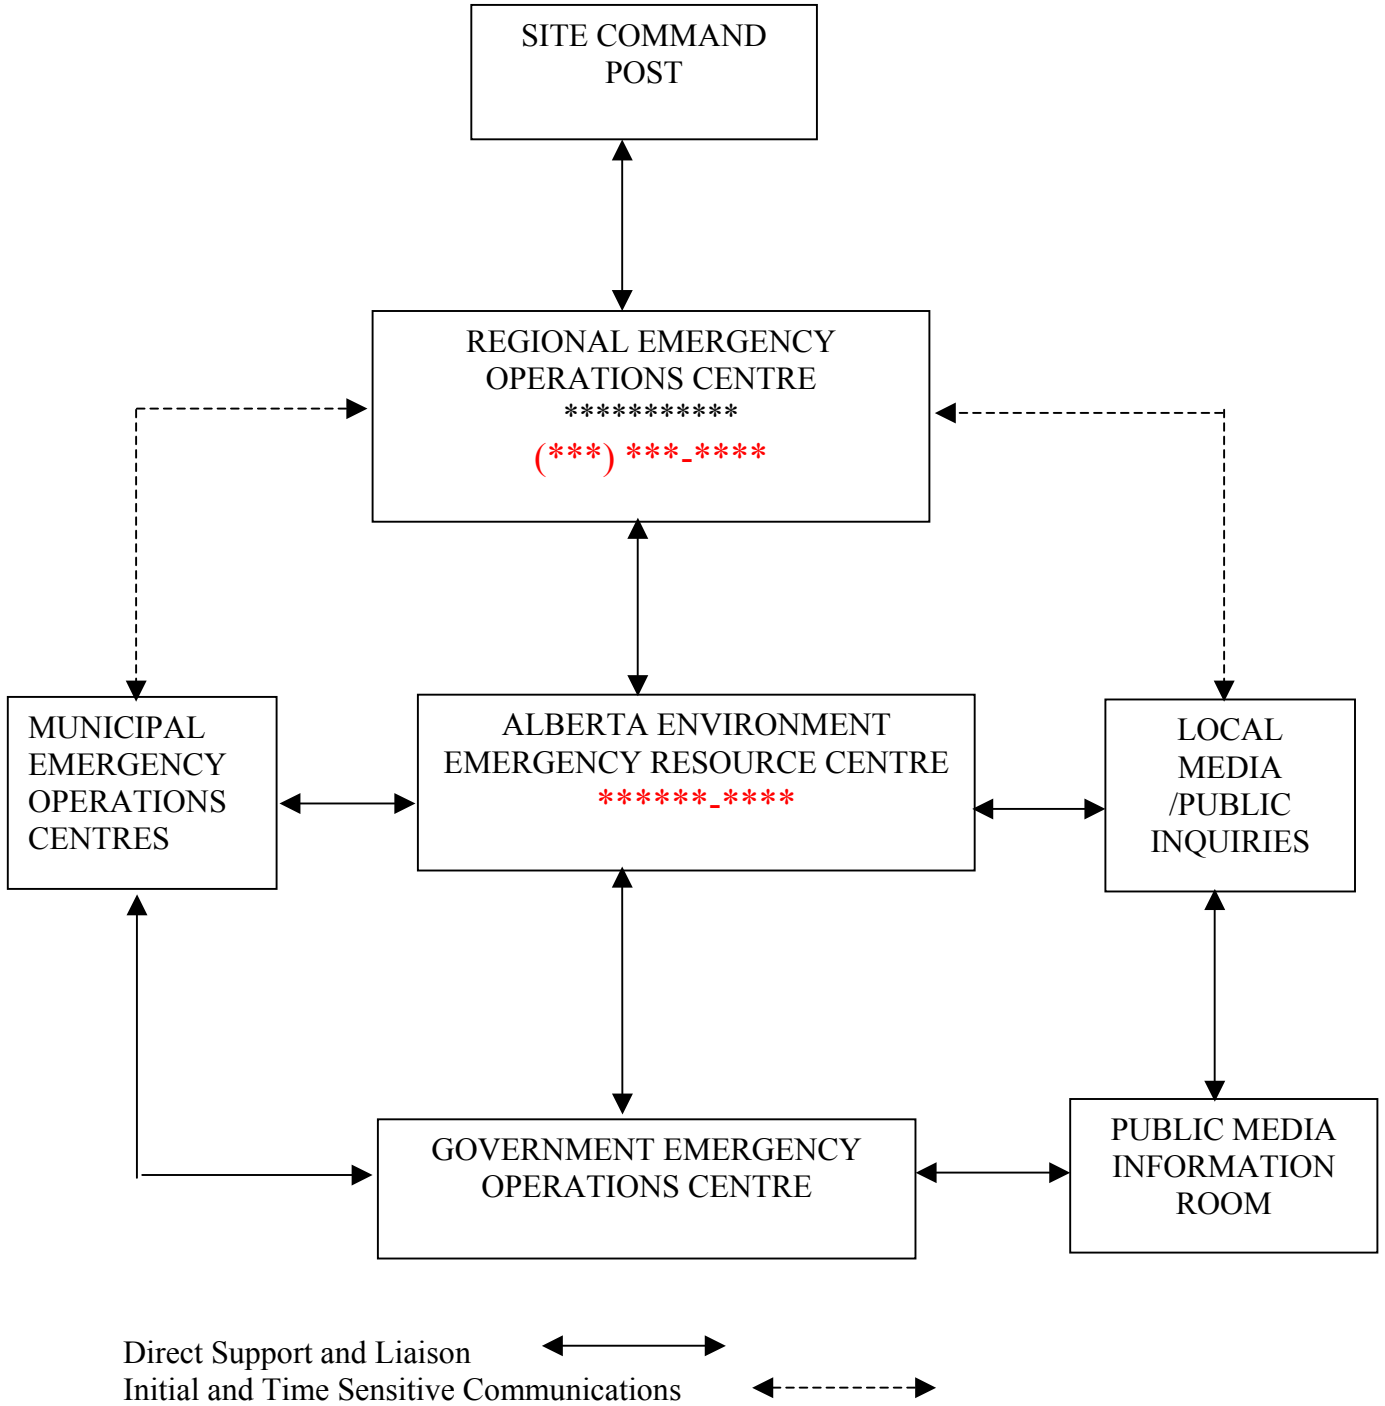 SITE COMMAND
POST
REGIONAL EMERGENCY
OPERATIONS CENTRE
***********
(***) ***-****
MUNICIPAL
EMERGENCY
OPERATIONS
CENTRES
ALBERTA ENVIRONMENT
EMERGENCY RESOURCE CENTRE
******-****
LOCAL
MEDIA
/PUBLIC
INQUIRIES
GOVERNMENT EMERGENCY
OPERATIONS CENTRE
PUBLIC MEDIA
INFORMATION
ROOM
Direct Support and Liaison
Initial and Time Sensitive Communications